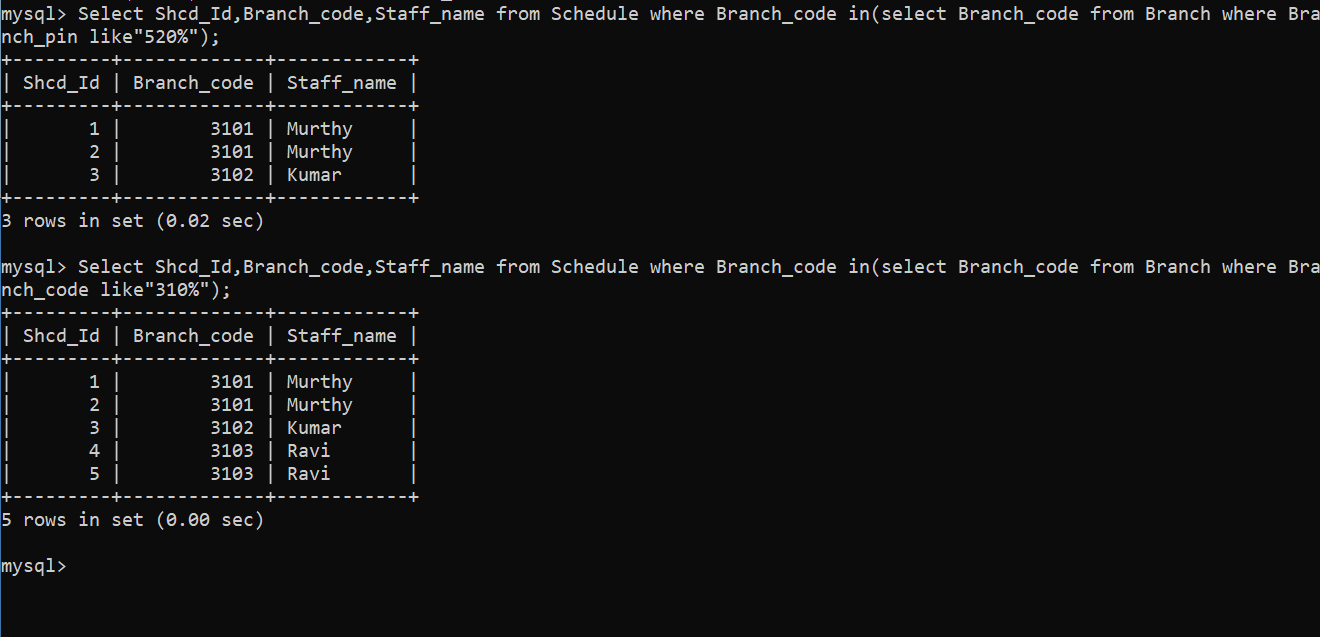 mysql> Select Shcd_Id,Branch_code,Staff_name from Schedule where Branch_code in(select Branch_code from Branch where Bra
nch_pin like"520%");
+---------+-------------+------------+
| Shcd_Id | Branch_code | Staff_name |
+---------+-------------+------------+
|       1 |        3101 | Murthy     |
|       2 |        3101 | Murthy     |
|       3 |        3102 | Kumar      |
+---------+-------------+------------+
3 rows in set (0.02 sec)

mysql> Select Shcd_Id,Branch_code,Staff_name from Schedule where Branch_code in(select Branch_code from Branch where Bra
nch_code like"310%");
+---------+-------------+------------+
| Shcd_Id | Branch_code | Staff_name |
+---------+-------------+------------+
|       1 |        3101 | Murthy     |
|       2 |        3101 | Murthy     |
|       3 |        3102 | Kumar      |
|       4 |        3103 | Ravi       |
|       5 |        3103 | Ravi       |
+---------+-------------+------------+
5 rows in set (0.00 sec)

mysql>